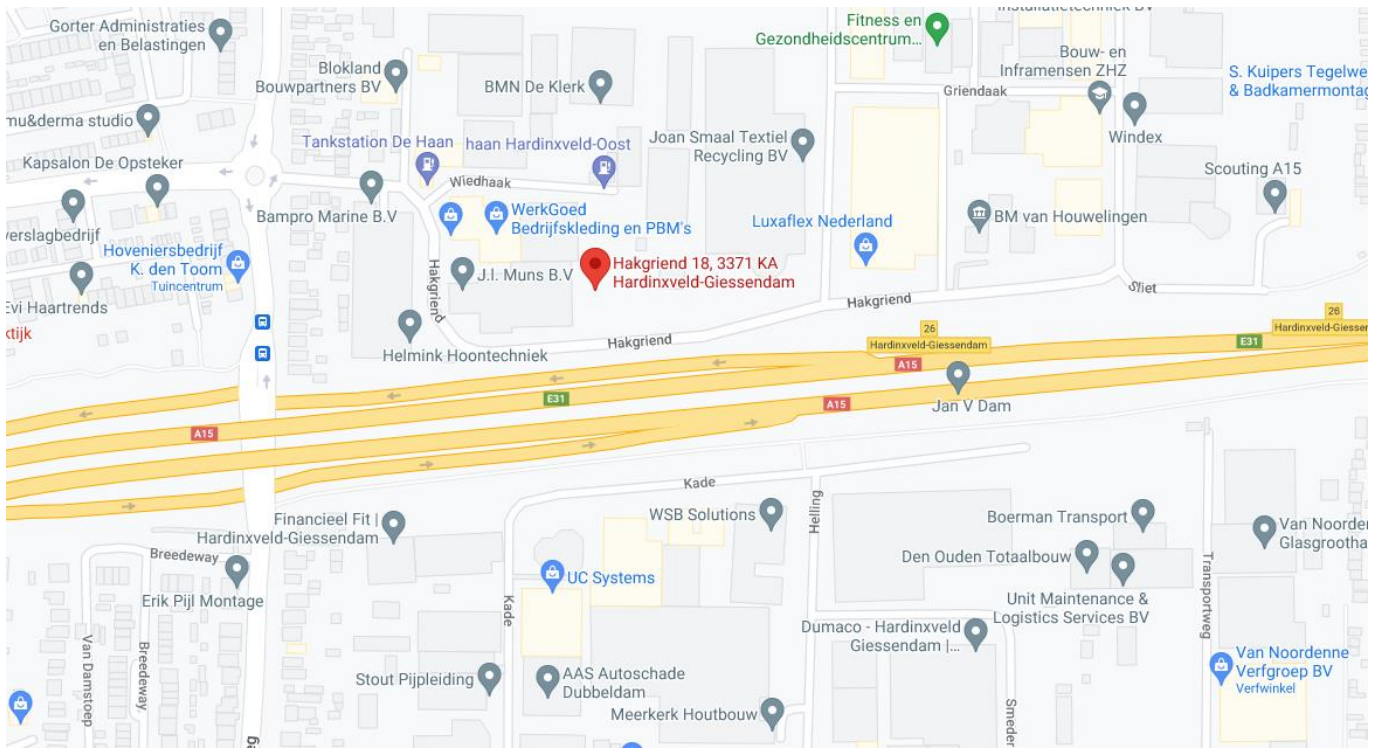 Gorter Administraties
en Belastingen
Blokland
Bouwpartners BV
BMN De Klerk
Fitness en
Gezondheidscentrum...
Bouw- en
Inframensen ZHZ
S. Kuipers Tegelwe
& Badkamermontag
Griendaak
Windex
mu&derma studio
Tankstation De Haan
haan Hardinxveld-Oost
Joan Smaal Textiel
Recycling BV
Kapsalon De Opsteker
Wiedhaak
Scouting A15
Bampro Marine B.V
WerkGoed
Bedrijfskleding en PBM's
Luxaflex Nederland
BM van Houwelingen
verslagbedrijf
Hoveniersbedrijf
K. den Toom
Tuincentrum
Hakgriend
J.I. Muns B.V
Hakgriend 18, 3371 KA
Hardinxveld-Giessendam
Evi Haartrends
Hakgriend
Sliet
ktijk
Helmink Hoontechniek
Hakgriend
26
Hardinxveld-Giessendam
26
Hardinxveld-Giessen
E31
A15
E31
A15
Jan V Dam
A15
Kade
Financieel Fit |
Hardinxveld-Giessendam
WSB Solutions
Helling
Boerman Transport
Van Noorden
Glasgrootha
Breedeway
Den Ouden Totaalbouw
Erik Pijl Montage
UC Systems
Kade
Unit Maintenance &
Logistics Services BV
Transportweg
Van Damstoep
Breedeway
Dumaco - Hardinxveld
Giessendam |...
Stout Pijpleiding
AAS Autoschade
Dubbeldam
Van Noordenne
Verfgroep BV
Verfwinkel
Meerkerk Houtbouw
Smeder